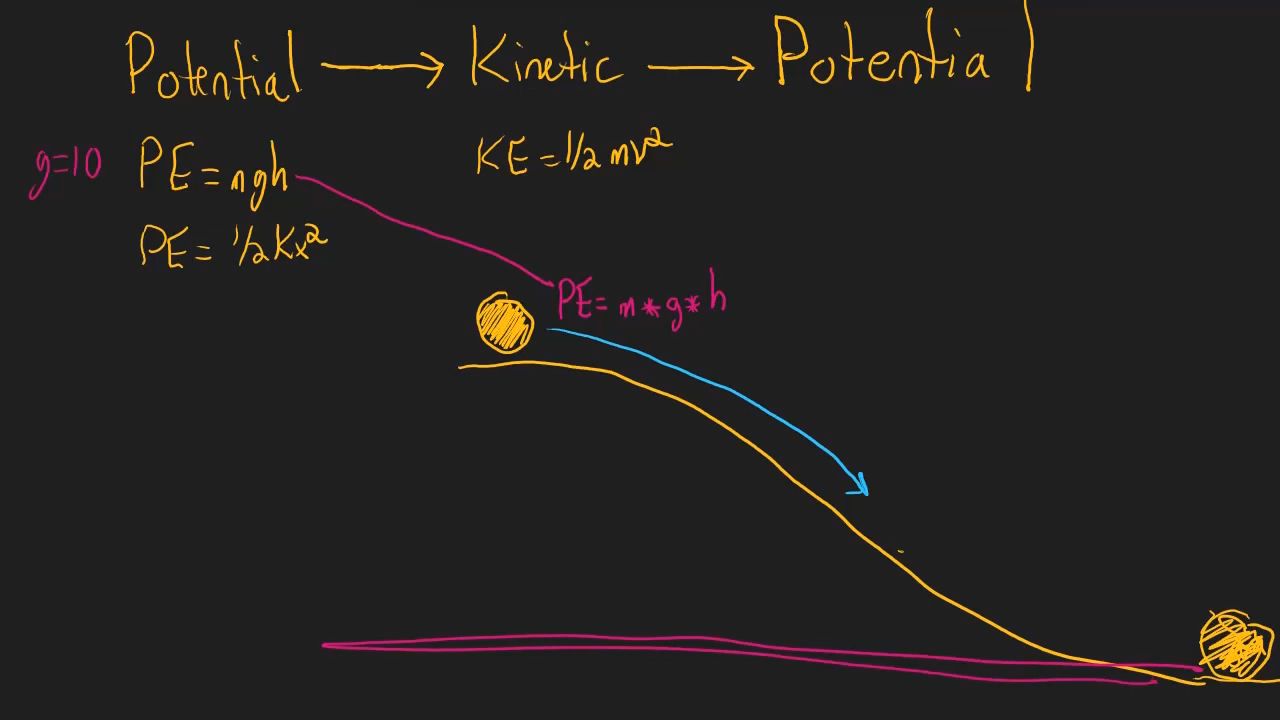 Potential → Kinetic → Potential
g=10 PE=mgh KE=1/2mv²
PE=1/2Kx²
PE=m*g*h